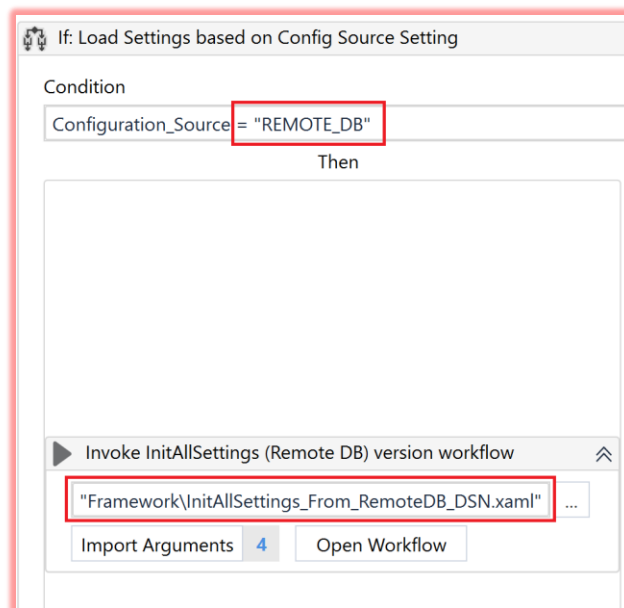 If: Load Settings based on Config Source Setting
Condition
Configuration_Source = "REMOTE_DB"
Then
Invoke InitAllSettings (Remote DB) version workflow
"Framework\InitAllSettings_From_RemoteDB_DSN.xaml" ...
Import Arguments 4 Open Workflow